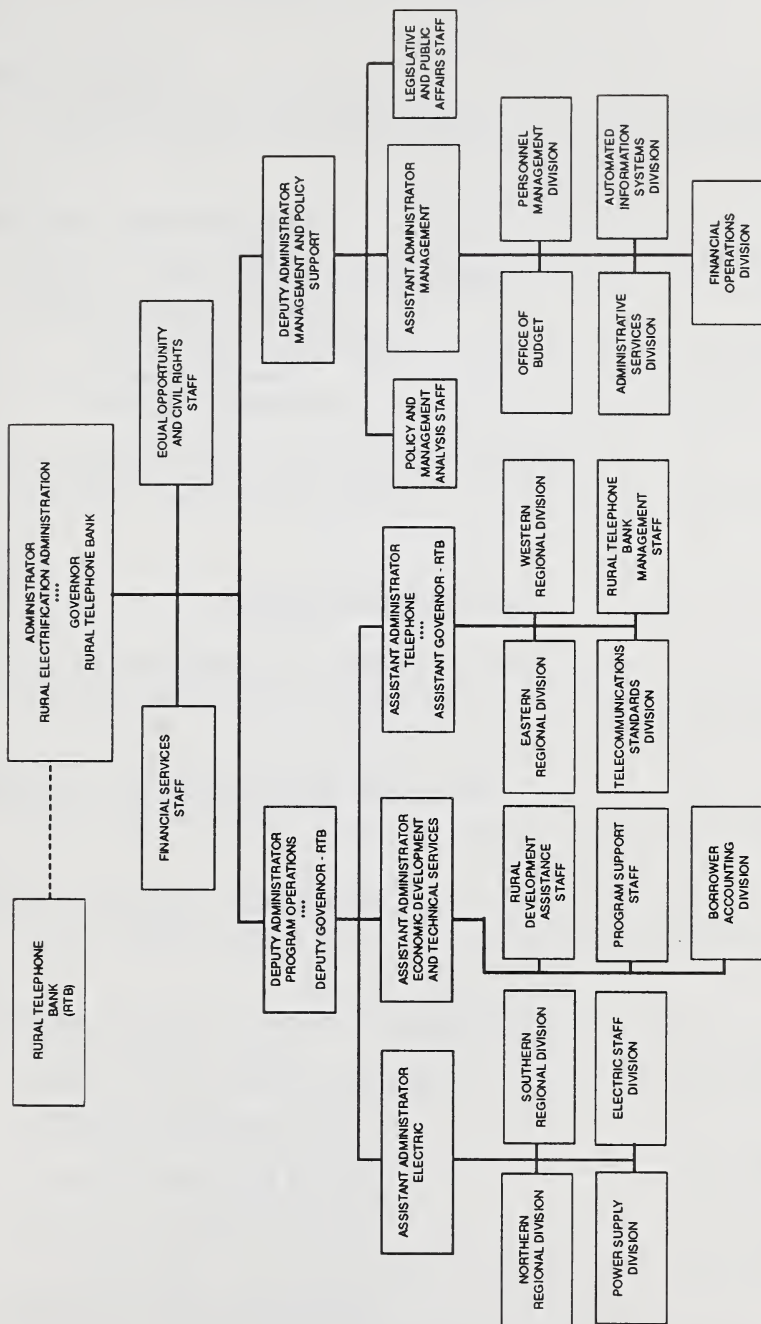 RURAL TELEPHONE
BANK
(RTB)
ADMINISTRATOR
RURAL ELECTRIFICATION ADMINISTRATION
••••
GOVERNOR
RURAL TELEPHONE BANK
FINANCIAL SERVICES
STAFF
EQUAL OPPORTUNITY
AND CIVIL RIGHTS
STAFF
DEPUTY ADMINISTRATOR
PROGRAM OPERATIONS
••••
DEPUTY GOVERNOR - RTB
DEPUTY ADMINISTRATOR
MANAGEMENT AND POLICY
SUPPORT
ASSISTANT ADMINISTRATOR
ELECTRIC
ASSISTANT ADMINISTRATOR
ECONOMIC DEVELOPMENT
AND TECHNICAL SERVICES
ASSISTANT ADMINISTRATOR
TELEPHONE
••••
ASSISTANT GOVERNOR - RTB
POLICY AND
MANAGEMENT
ANALYSIS STAFF
ASSISTANT ADMINISTRATOR
MANAGEMENT
LEGISLATIVE
AND PUBLIC
AFFAIRS STAFF
NORTHERN
REGIONAL DIVISION
SOUTHERN
REGIONAL DIVISION
RURAL
DEVELOPMENT
ASSISTANCE
STAFF
EASTERN
REGIONAL DIVISION
WESTERN
REGIONAL DIVISION
OFFICE OF
BUDGET
PERSONNEL
MANAGEMENT
DIVISION
POWER SUPPLY
DIVISION
ELECTRIC STAFF
DIVISION
PROGRAM SUPPORT
STAFF
TELECOMMUNICATIONS
STANDARDS
DIVISION
RURAL TELEPHONE
BANK
MANAGEMENT
STAFF
ADMINISTRATIVE
SERVICES
DIVISION
AUTOMATED
INFORMATION
SYSTEMS
DIVISION
BORROWER
ACCOUNTING
DIVISION
FINANCIAL
OPERATIONS
DIVISION